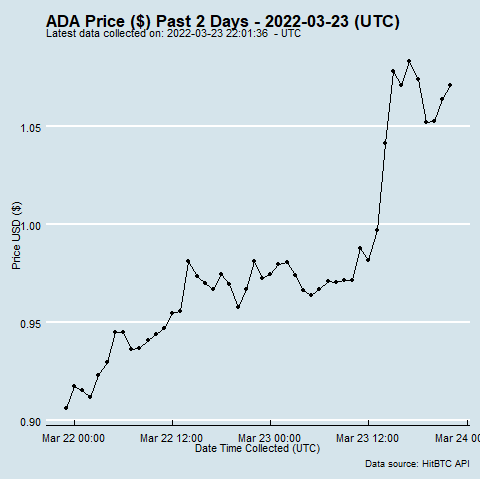 ADA Price ($) Past 2 Days - 2022-03-23 (UTC)
Latest data collected on: 2022-03-23 22:01:36 - UTC
1.05
1.00
0.95
0.90
Price USD ($)
Mar 22 00:00 Mar 22 12:00 Mar 23 00:00 Mar 23 12:00 Mar 24 00
Date Time Collected (UTC)
Data source: HitBTC API